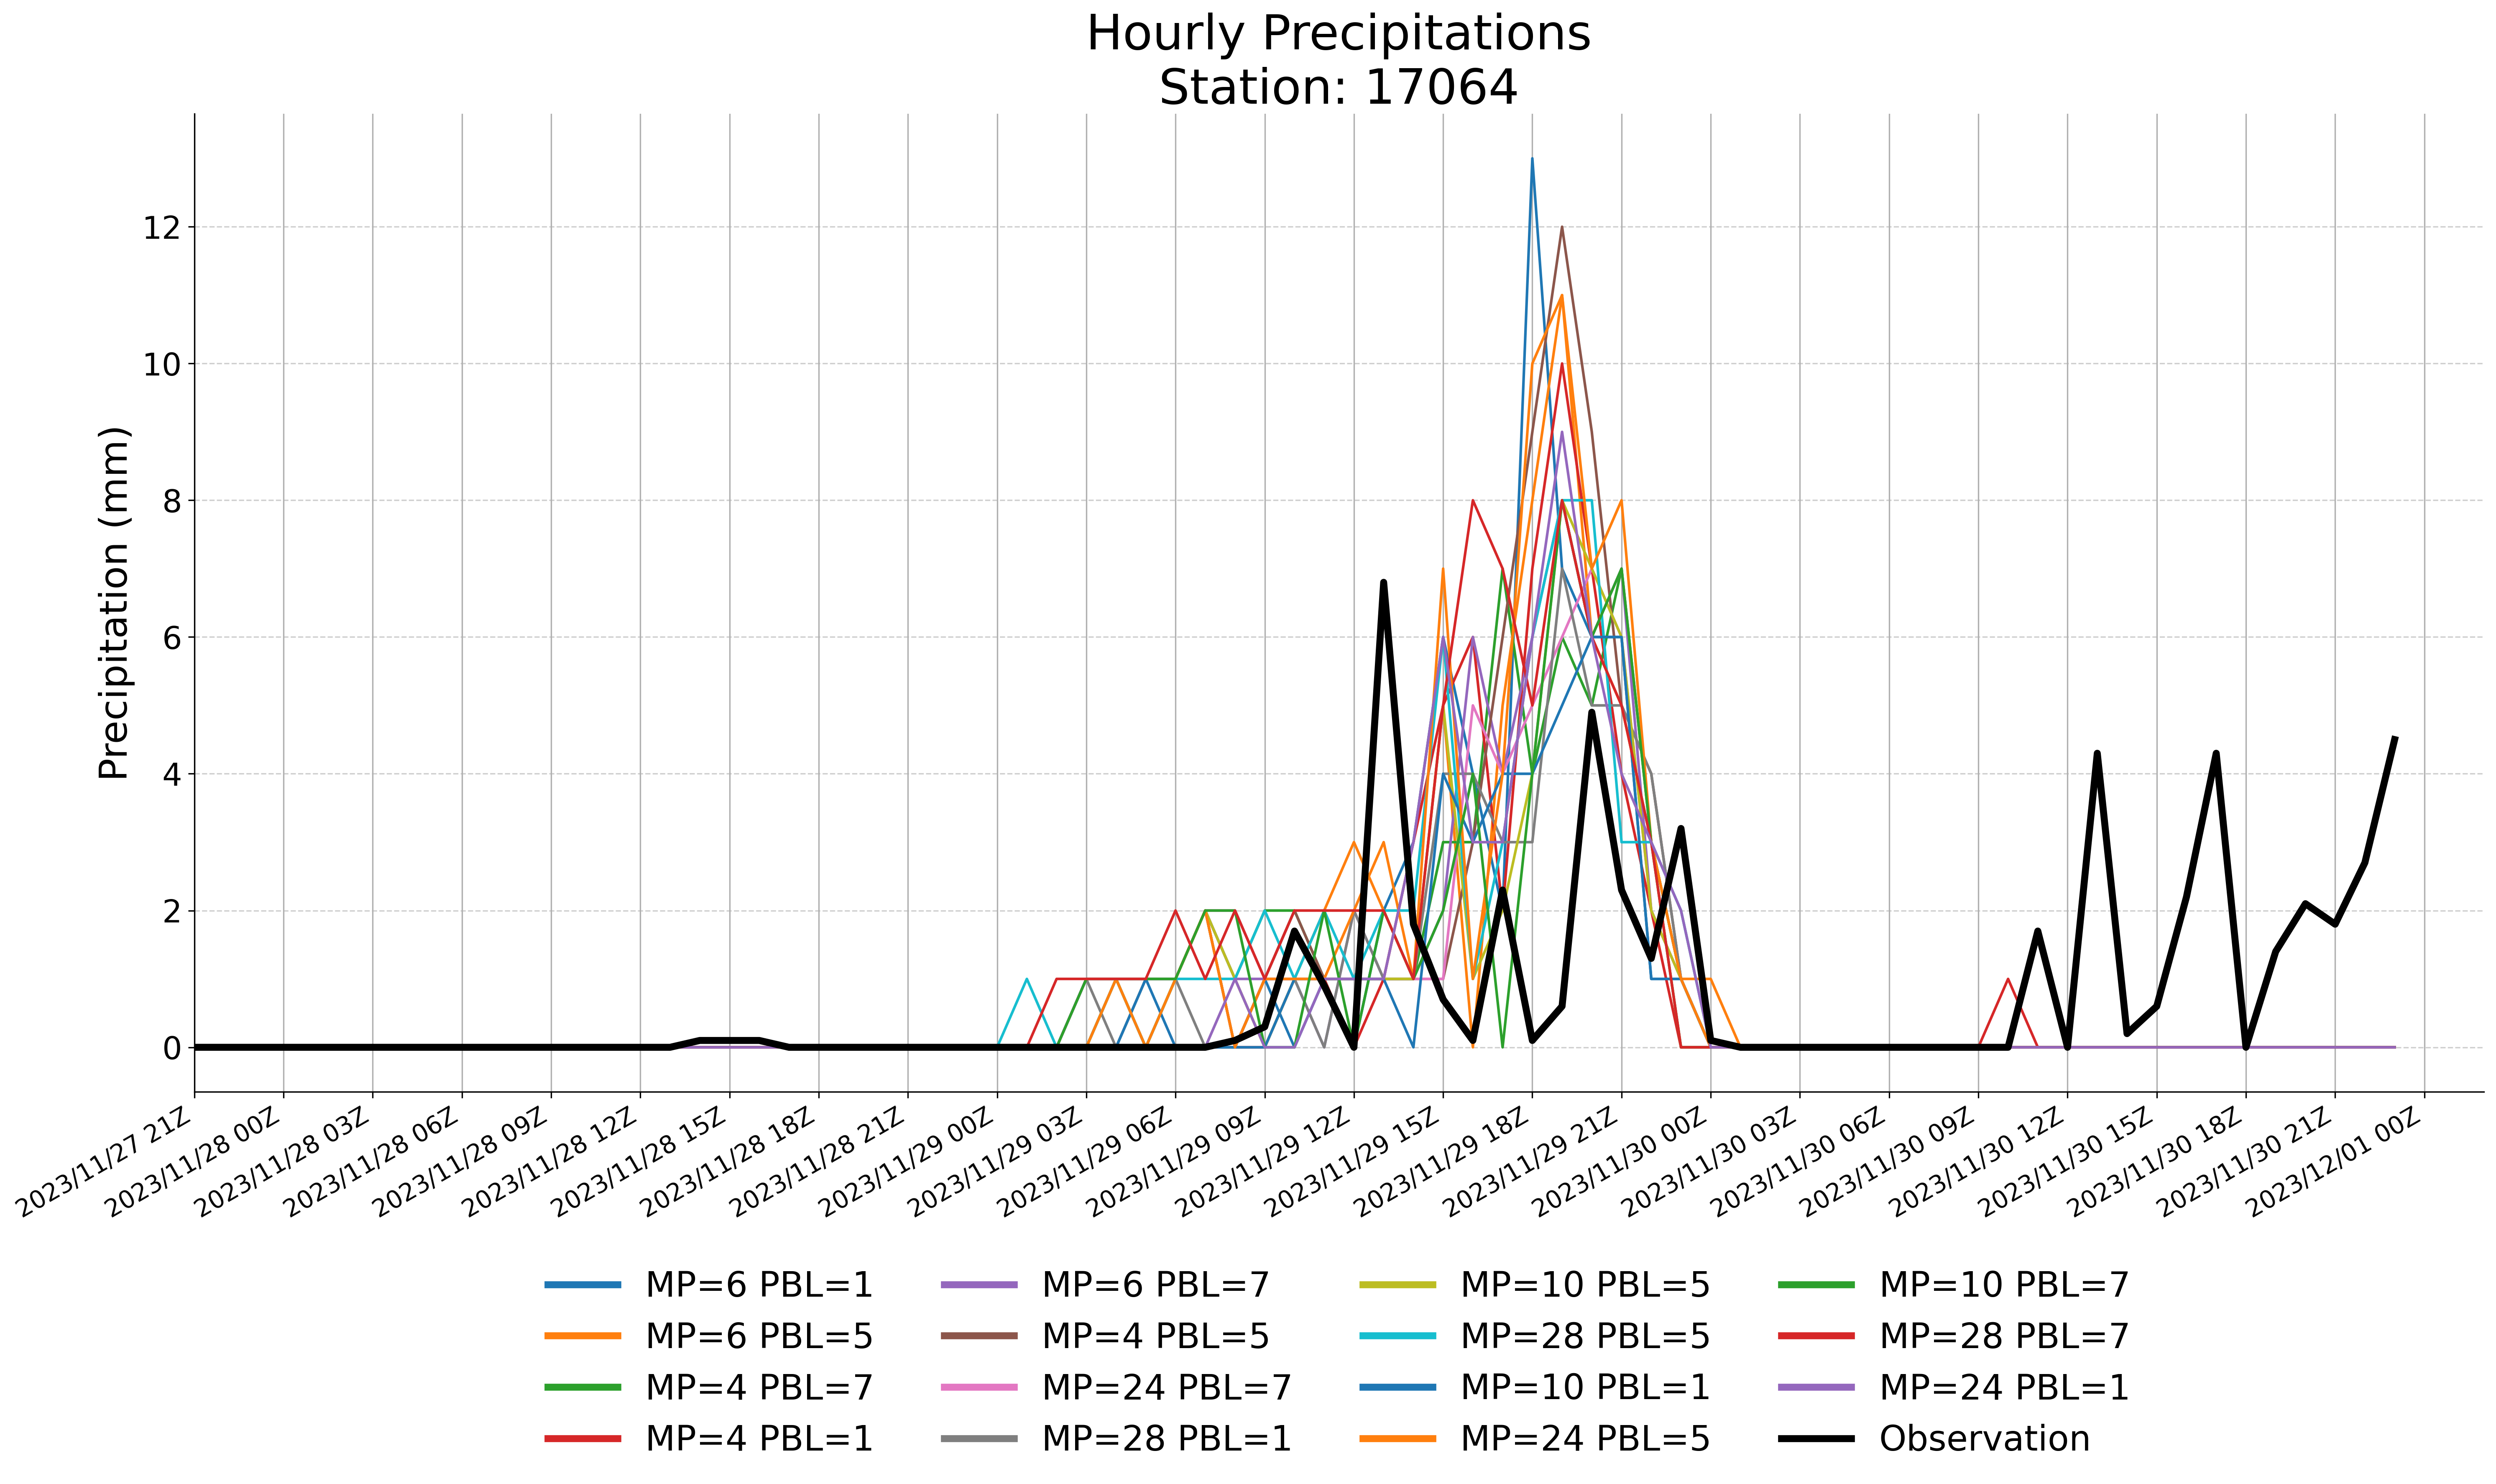 Hourly Precipitations
Station: 17064
Precipitation (mm)
12
10
8
6
4
2
0
2023/11/27 21Z
2023/11/28 00Z
2023/11/28 03Z
2023/11/28 06Z
2023/11/28 09Z
2023/11/28 12Z
2023/11/28 15Z
2023/11/28 18Z
2023/11/28 21Z
2023/11/29 00Z
2023/11/29 03Z
2023/11/29 06Z
2023/11/29 09Z
2023/11/29 12Z
2023/11/29 15Z
2023/11/29 18Z
2023/11/29 21Z
2023/11/30 00Z
2023/11/30 03Z
2023/11/30 06Z
2023/11/30 09Z
2023/11/30 12Z
2023/11/30 15Z
2023/11/30 18Z
2023/11/30 21Z
2023/12/01 00Z
MP=6 PBL=1
MP=6 PBL=5
MP=4 PBL=7
MP=4 PBL=1
MP=6 PBL=7
MP=4 PBL=5
MP=24 PBL=7
MP=28 PBL=1
MP=10 PBL=5
MP=28 PBL=5
MP=10 PBL=1
MP=24 PBL=5
MP=10 PBL=7
MP=28 PBL=7
MP=24 PBL=1
Observation